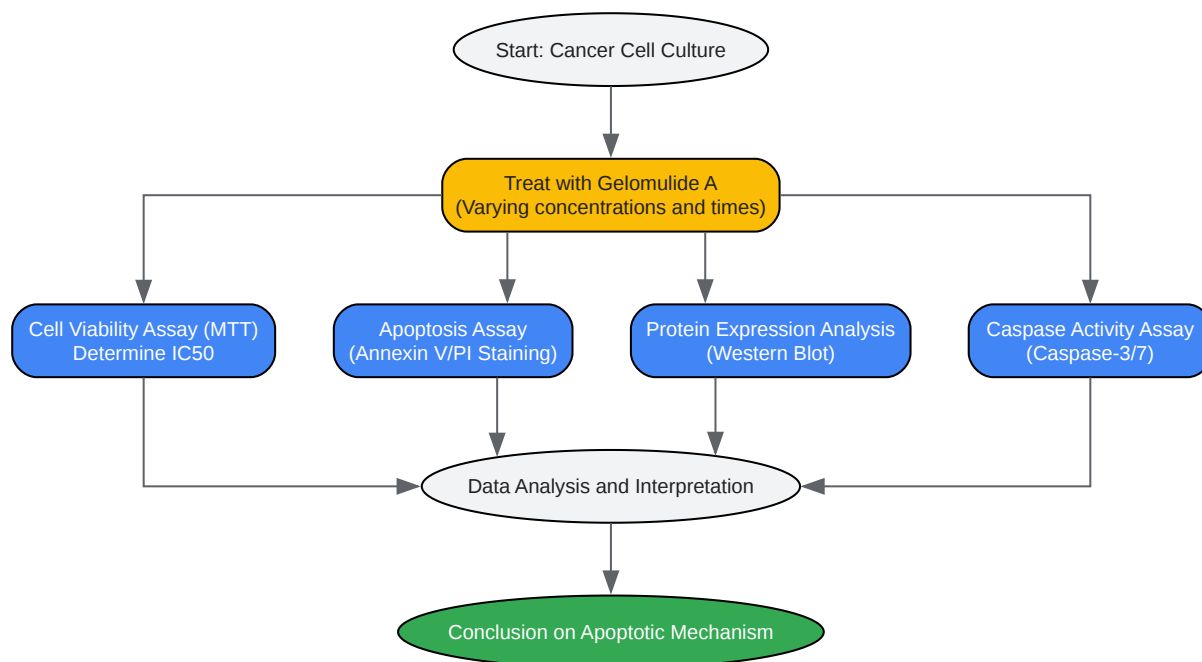 Start: Cancer Cell Culture
Treat with Gelomulide A
(Varying concentrations and times)
Cell Viability Assay (MTT)
Determine IC50
Apoptosis Assay
(Annexin V/PI Staining)
Protein Expression Analysis
(Western Blot)
Caspase Activity Assay
(Caspase-3/7)
Data Analysis and Interpretation
Conclusion on Apoptotic Mechanism